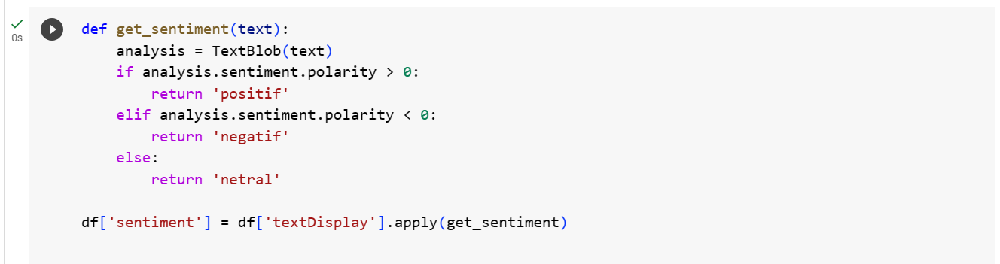 0s
def get_sentiment(text):
    analysis = TextBlob(text)
    if analysis.sentiment.polarity > 0:
        return 'positif'
    elif analysis.sentiment.polarity < 0:
        return 'negatif'
    else:
        return 'netral'

df['sentiment'] = df['textDisplay'].apply(get_sentiment)